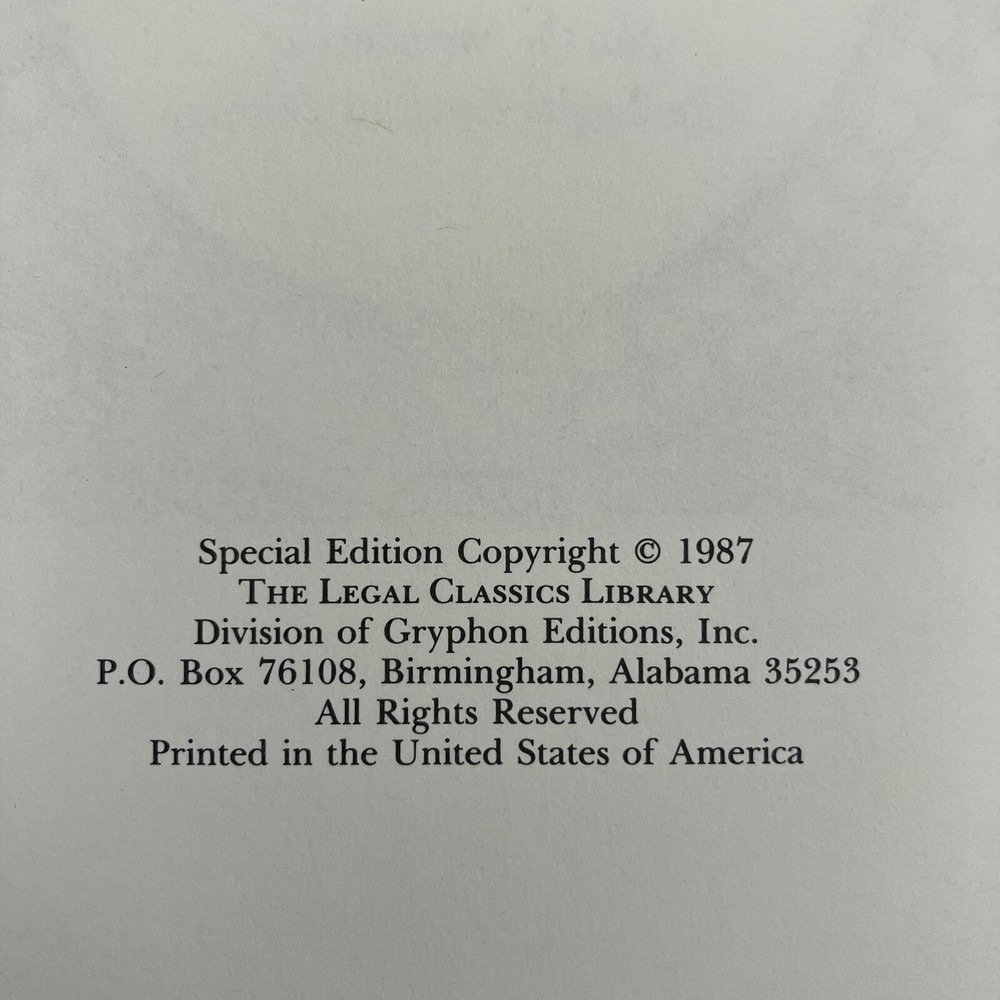 Special Edition Copyright © 1987
THE LEGAL CLASSICS LIBRARY
Division of Gryphon Editions, Inc.
P.O. Box 76108, Birmingham, Alabama 35253
All Rights Reserved
Printed in the United States of America